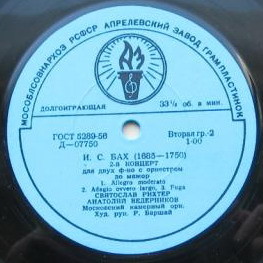 МОСОБЛСОВНАРХОЗ РСФСР АПРЕЛЕВСКИЙ ЗАВОД ГРАМПЛАСТИНОК
ДОЛГОИГРАЮЩАЯ 33⅓ об. в мин.
ГОСТ 5289-56 Вторая гр.-2
Д—07750 1-00
И. С. БАХ (1685—1750)
2-й КОНЦЕРТ
для двух ф-но с оркестром
до мажор
1. Allegro moderato
2. Adagio ovvero largo, 3. Fuga
СВЯТОСЛАВ РИХТЕР
АНАТОЛИЙ ВЕДЕРНИКОВ
Московский камерный орк.
Худ. рук. Р. Баршай